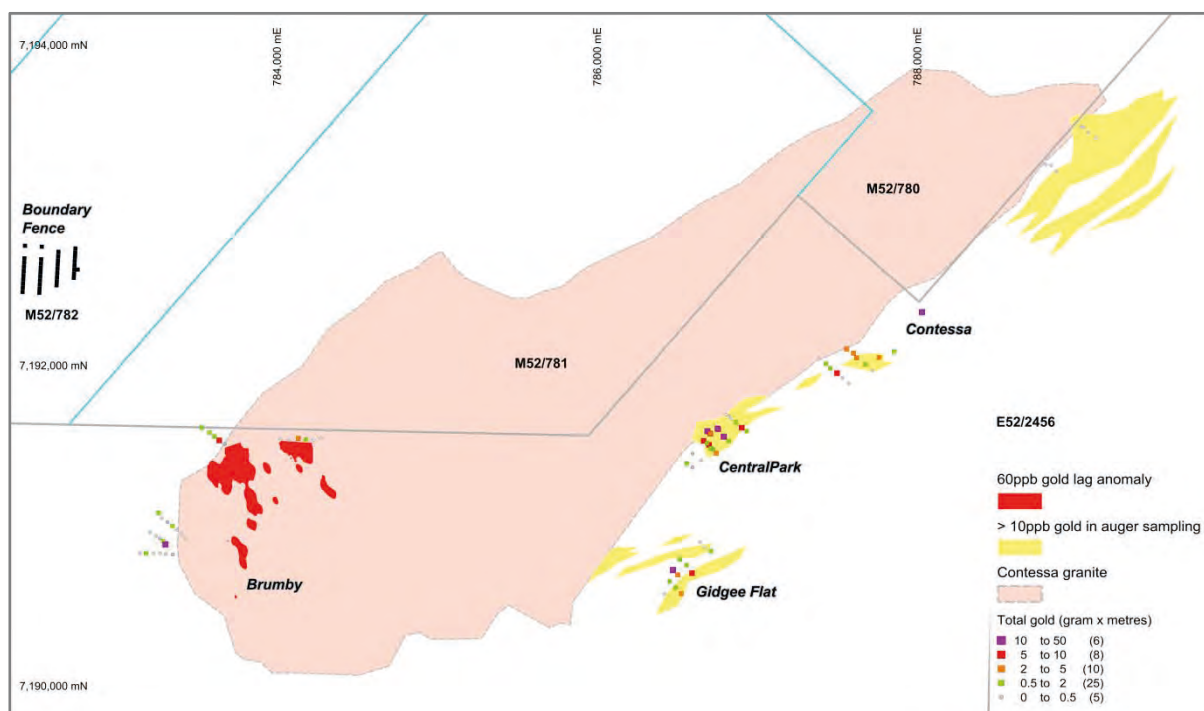 7,194,000 mN
784,000 mE
786,000 mE
788,000 mE
M52/780
Boundary
Fence
M52/782
Contessa
7,192,000 mN
M52/781
E52/2456
CentralPark
60ppb gold lag anomaly
> 10ppb gold in auger sampling
Brumby
Gidgee Flat
Contessa granite
Total gold (gram x metres)
10 to 50 (6)
5 to 10 (8)
2 to 5 (10)
0.5 to 2 (25)
0 to 0.5 (5)
7,190,000 mN